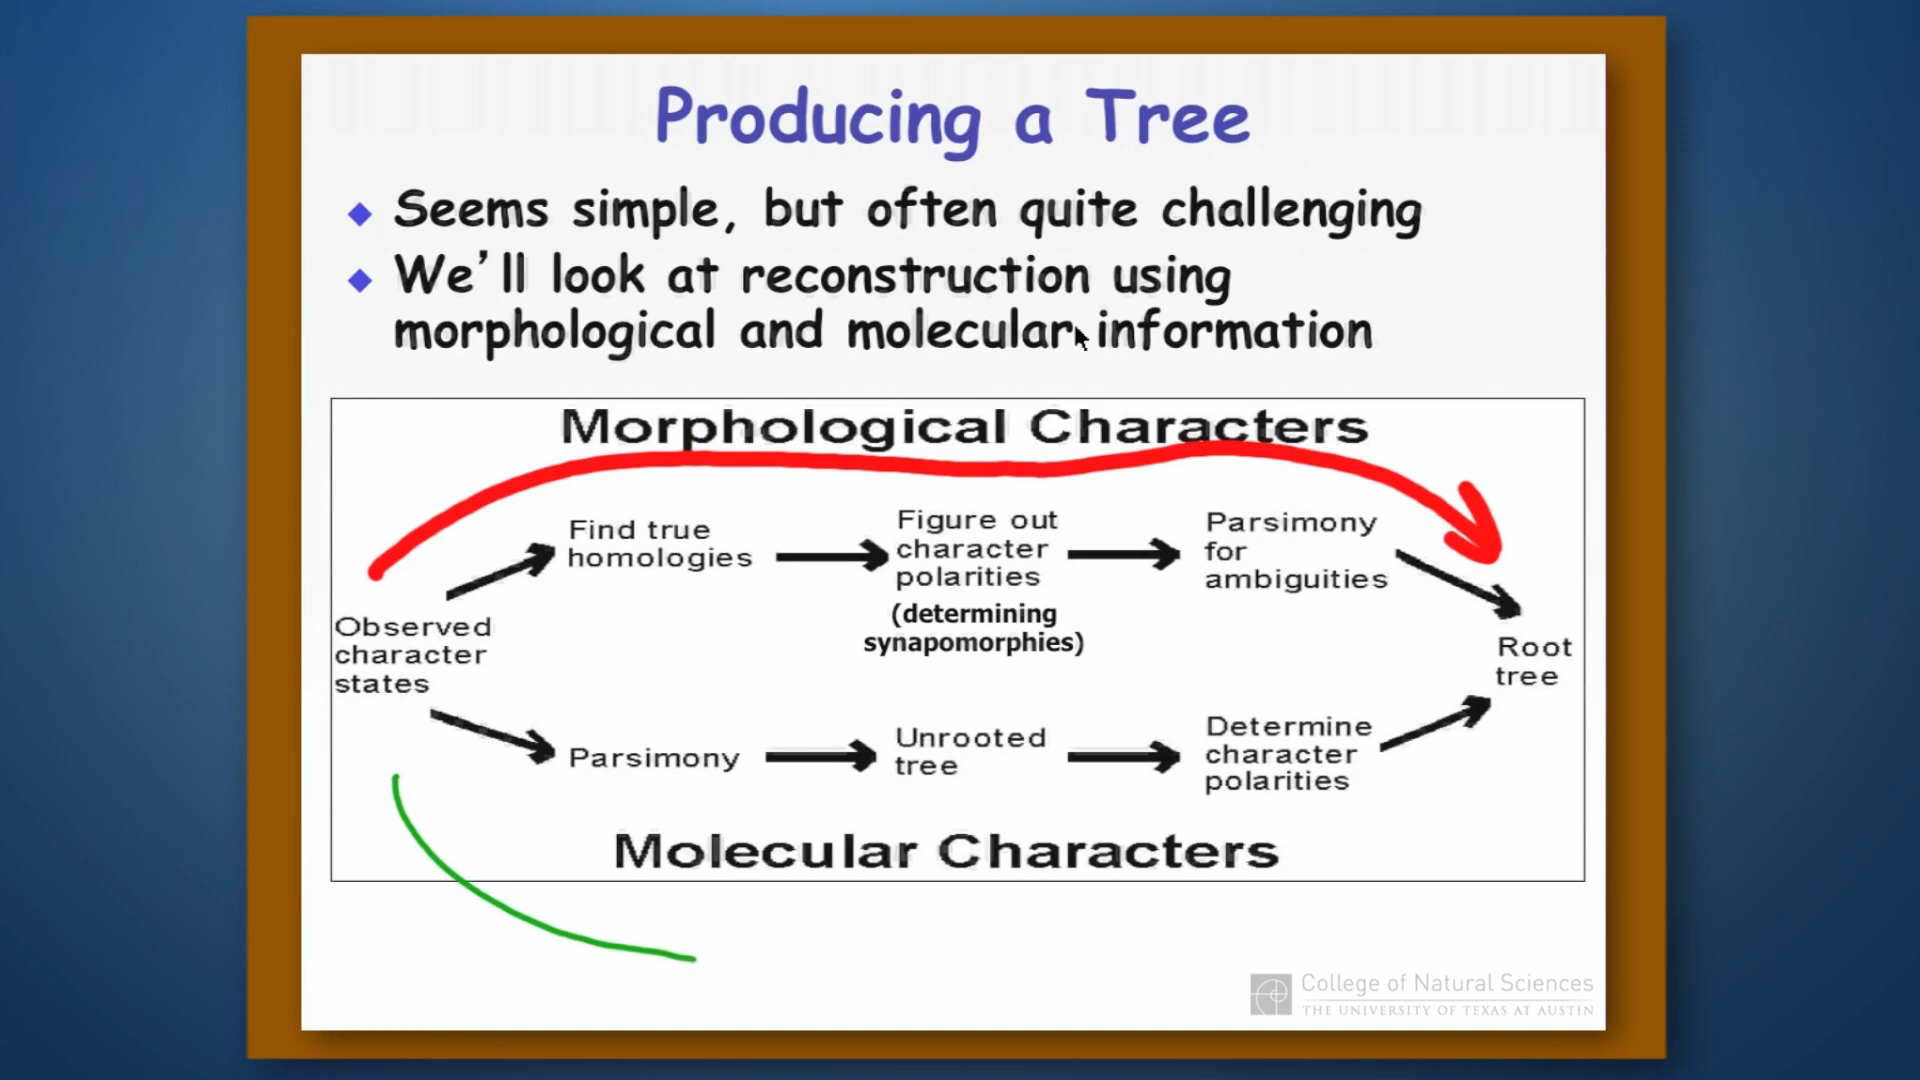 Producing a Tree
Seems simple, but often quite challenging
We'll look at reconstruction using
morphological and molecular information
Morphological Characters
Find true
homologies
Figure out
character
polarities
(determining
synapomorphies)
Parsimony
for
ambiguities
Observed
character
states
Root
tree
Parsimony
Unrooted
tree
Determine
character
polarities
Molecular Characters
College of Natural Sciences
THE UNIVERSITY OF TEXAS AT AUSTIN